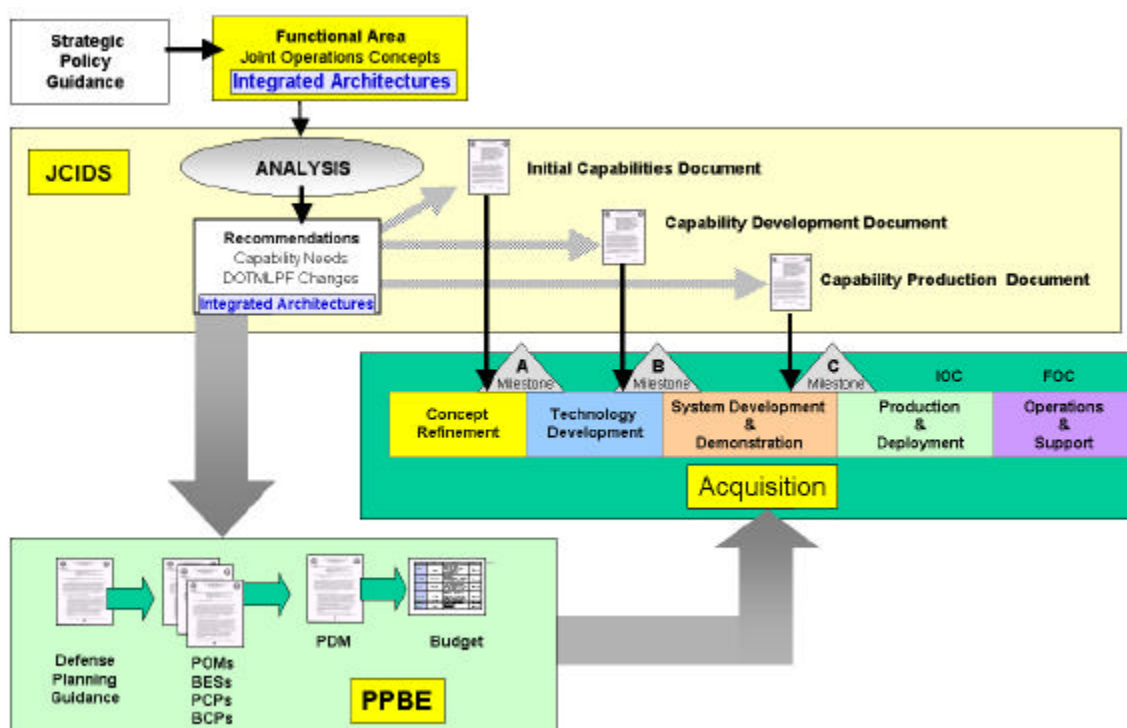 Strategic
Policy
Guidance
Functional Area
Joint Operations Concepts
Integrated Architectures
JCIDS
ANALYSIS
Initial Capabilities Document
Recommendations
Capability Needs
DOTMLPF Changes
Integrated Architectures
Capability Development Document
Capability Production Document
A
Milestone
B
Milestone
C
Milestone
IOC
FOC
Concept
Refinement
Technology
Development
System Development
&
Demonstration
Production
&
Deployment
Operations
&
Support
Acquisition
Defense
Planning
Guidance
POMs
BESs
PCPs
BCPs
PDM
Budget
PPBE